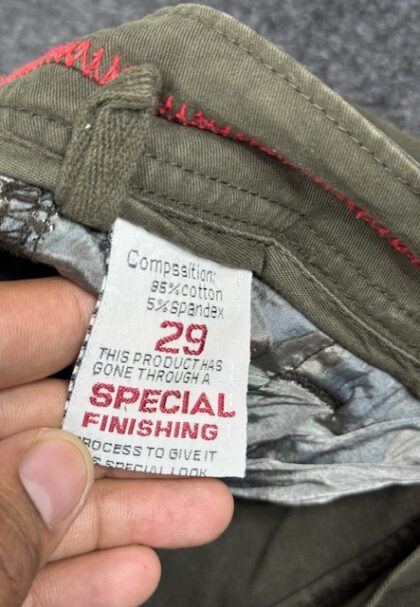 Compssition;
95%cotton
5%spandex
29
THIS PRODUCT HAS
GONE THROUGH A
SPECIAL
FINISHING
PROCESS TO GIVE IT
SPECIAL LOOK